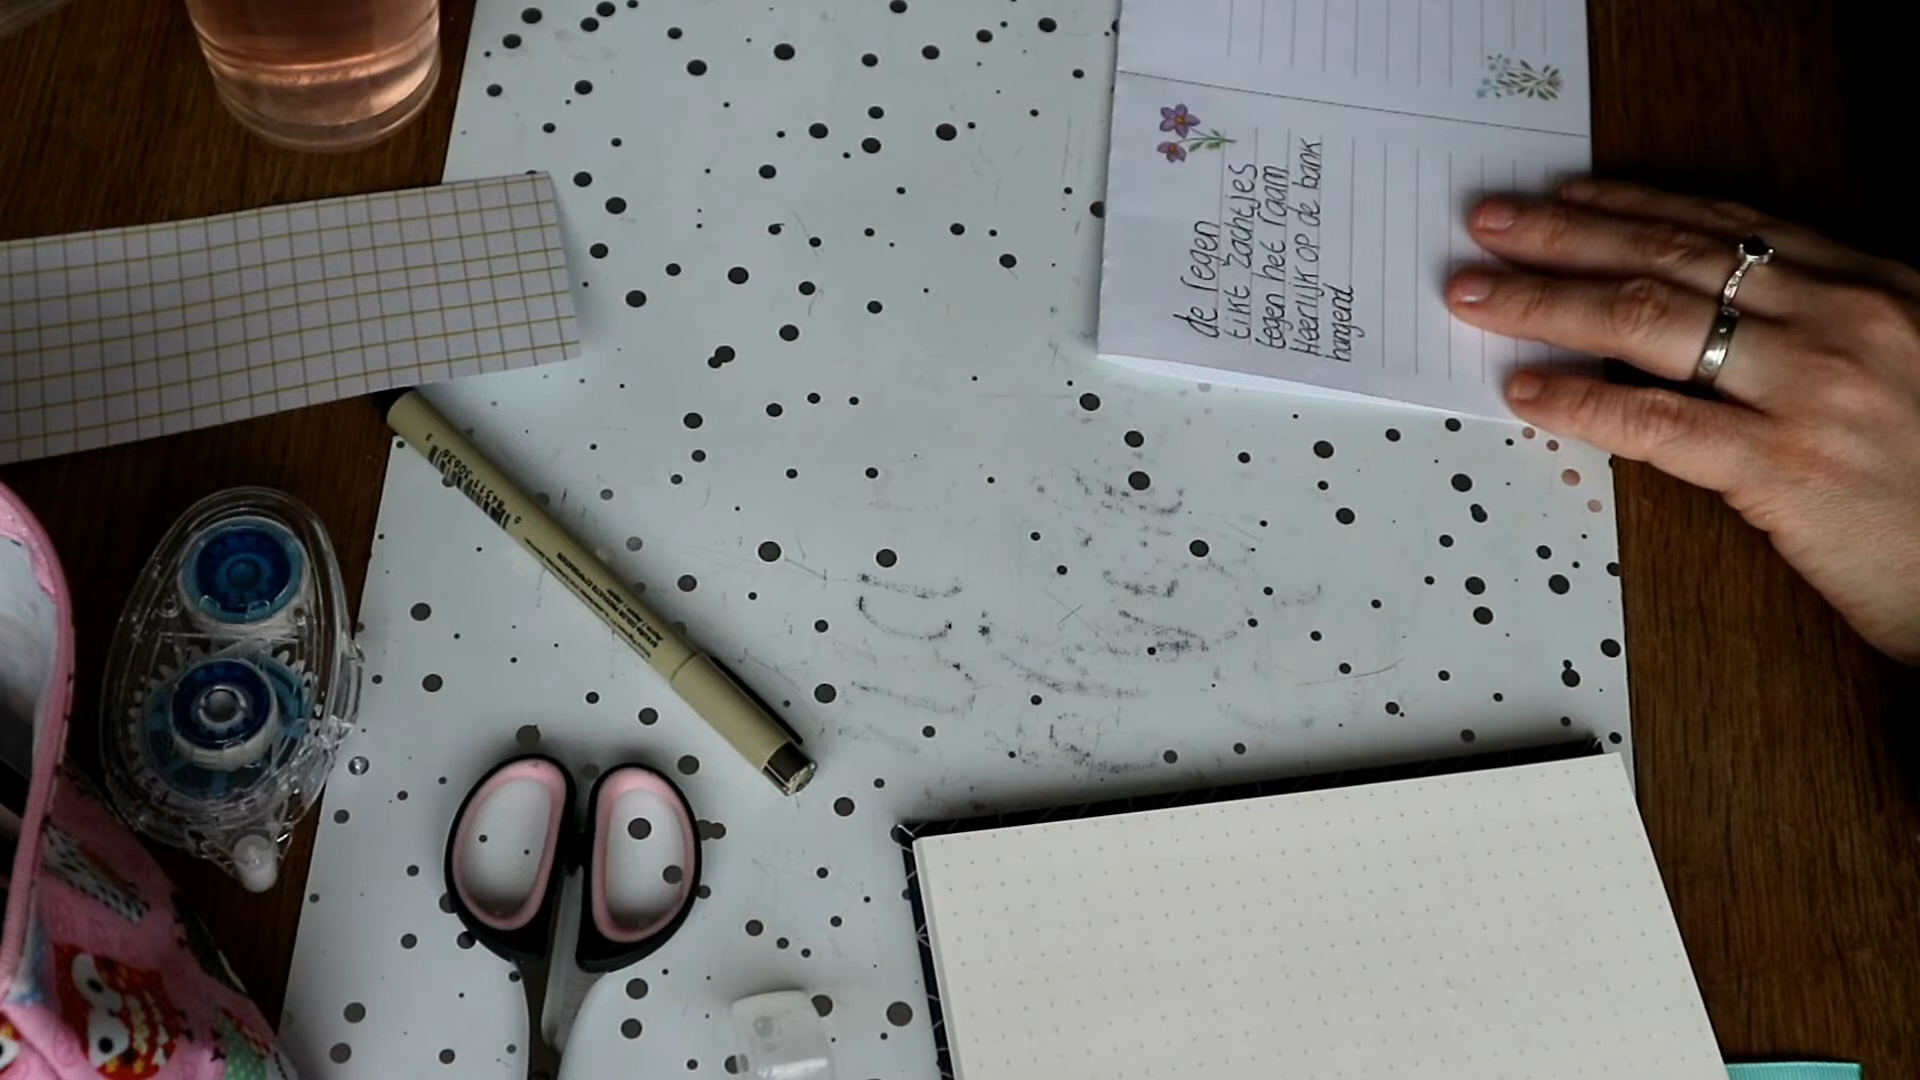 de regen
tikt zachtjes
tegen het raam
Heerlijk op de bank
hangend